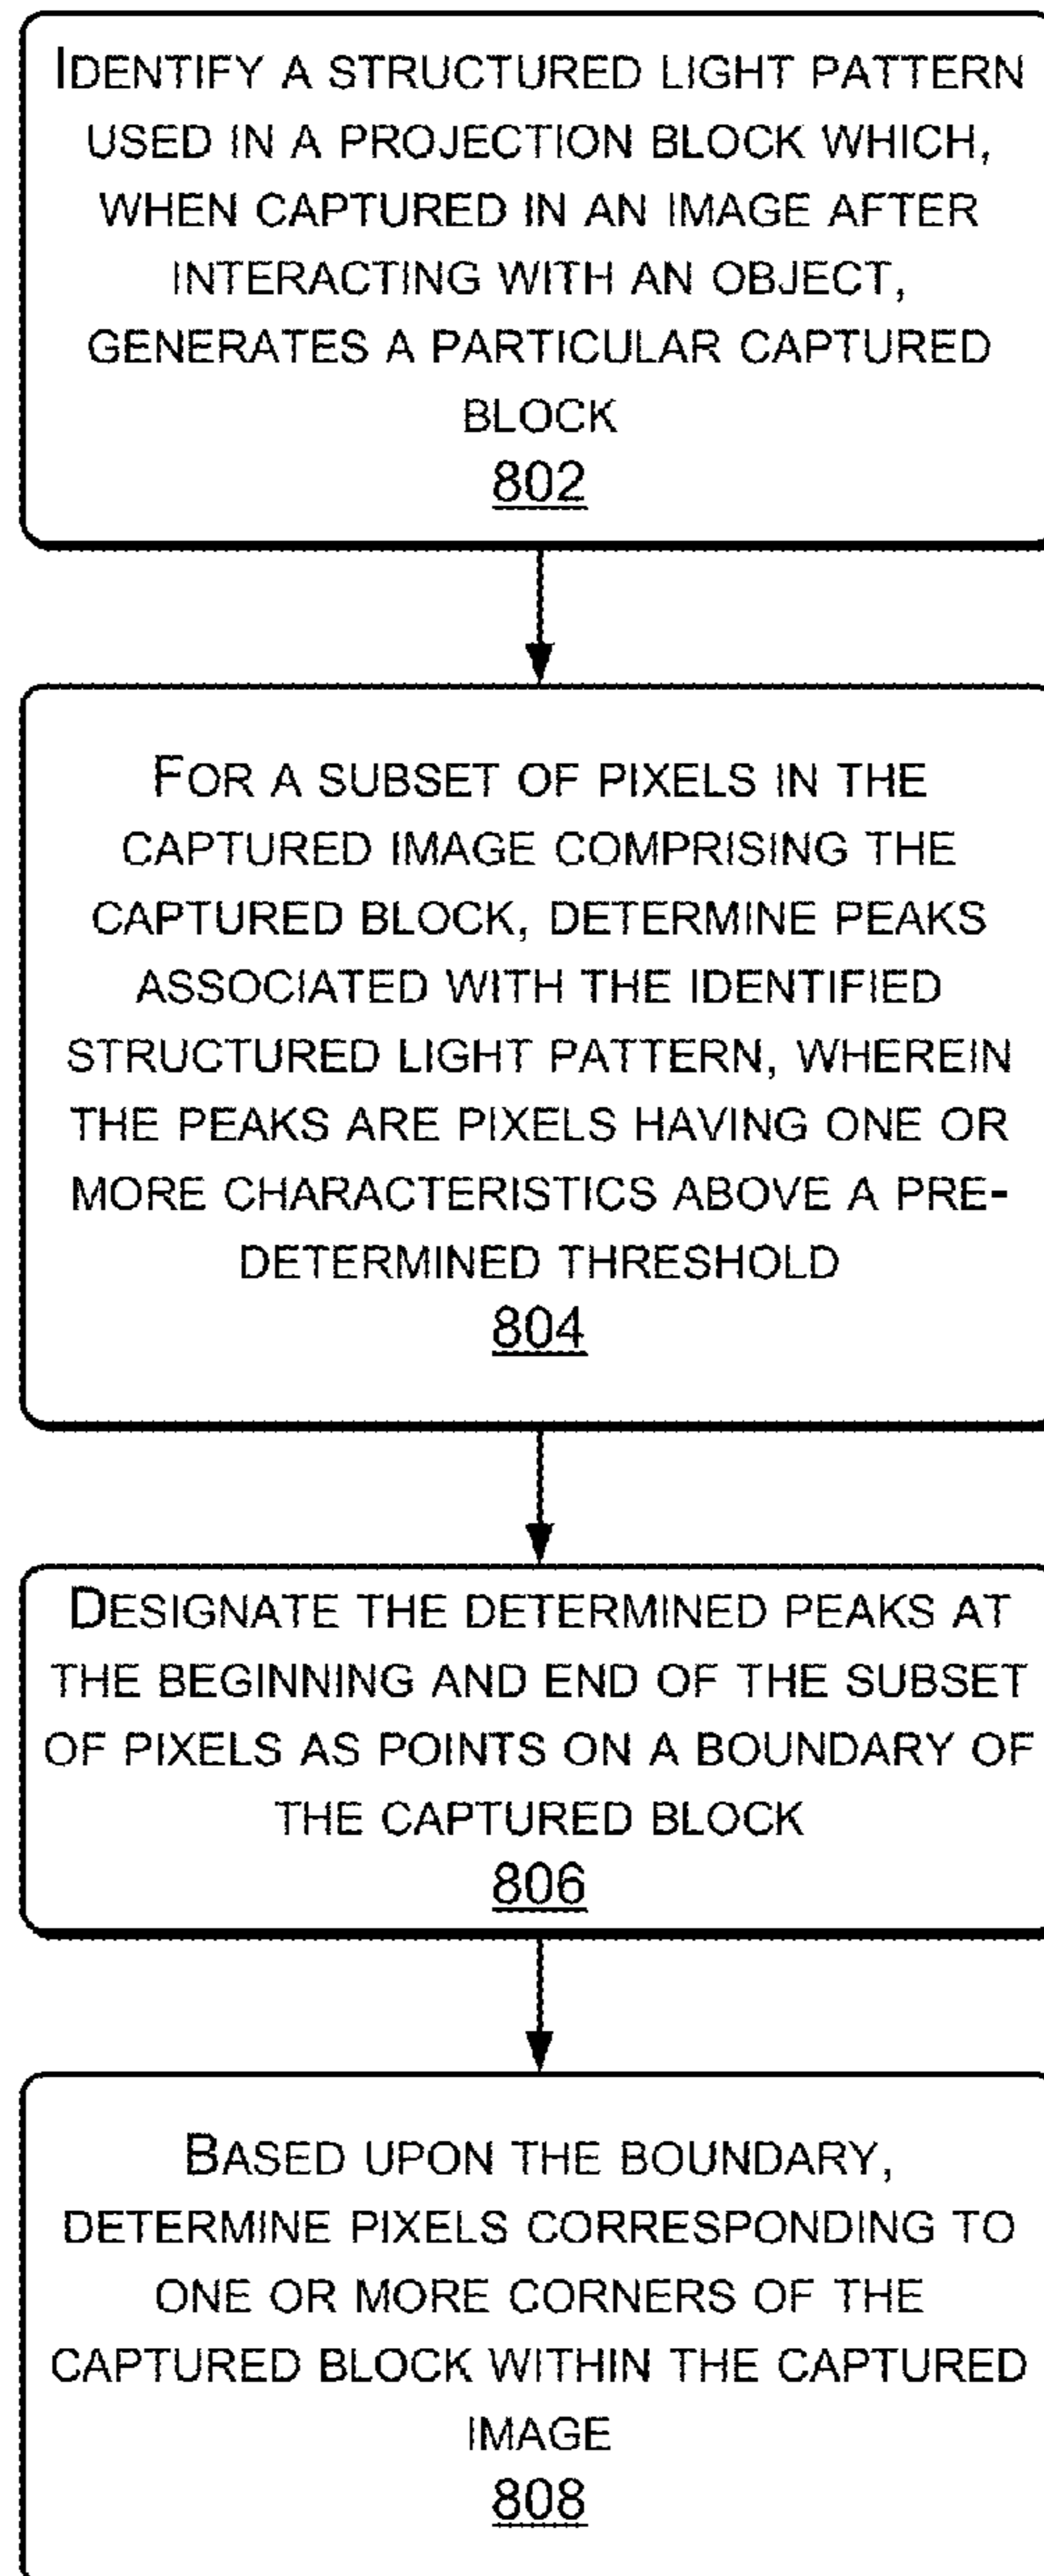 IDENTIFY A STRUCTURED LIGHT PATTERN
USED IN A PROJECTION BLOCK WHICH,
WHEN CAPTURED IN AN IMAGE AFTER
INTERACTING WITH AN OBJECT,
GENERATES A PARTICULAR CAPTURED
BLOCK
802
FOR A SUBSET OF PIXELS IN THE
CAPTURED IMAGE COMPRISING THE
CAPTURED BLOCK, DETERMINE PEAKS
ASSOCIATED WITH THE IDENTIFIED
STRUCTURED LIGHT PATTERN, WHEREIN
THE PEAKS ARE PIXELS HAVING ONE OR
MORE CHARACTERISTICS ABOVE A PRE-
DETERMINED THRESHOLD
804
DESIGNATE THE DETERMINED PEAKS AT
THE BEGINNING AND END OF THE SUBSET
OF PIXELS AS POINTS ON A BOUNDARY OF
THE CAPTURED BLOCK
806
BASED UPON THE BOUNDARY,
DETERMINE PIXELS CORRESPONDING TO
ONE OR MORE CORNERS OF THE
CAPTURED BLOCK WITHIN THE CAPTURED
IMAGE
808